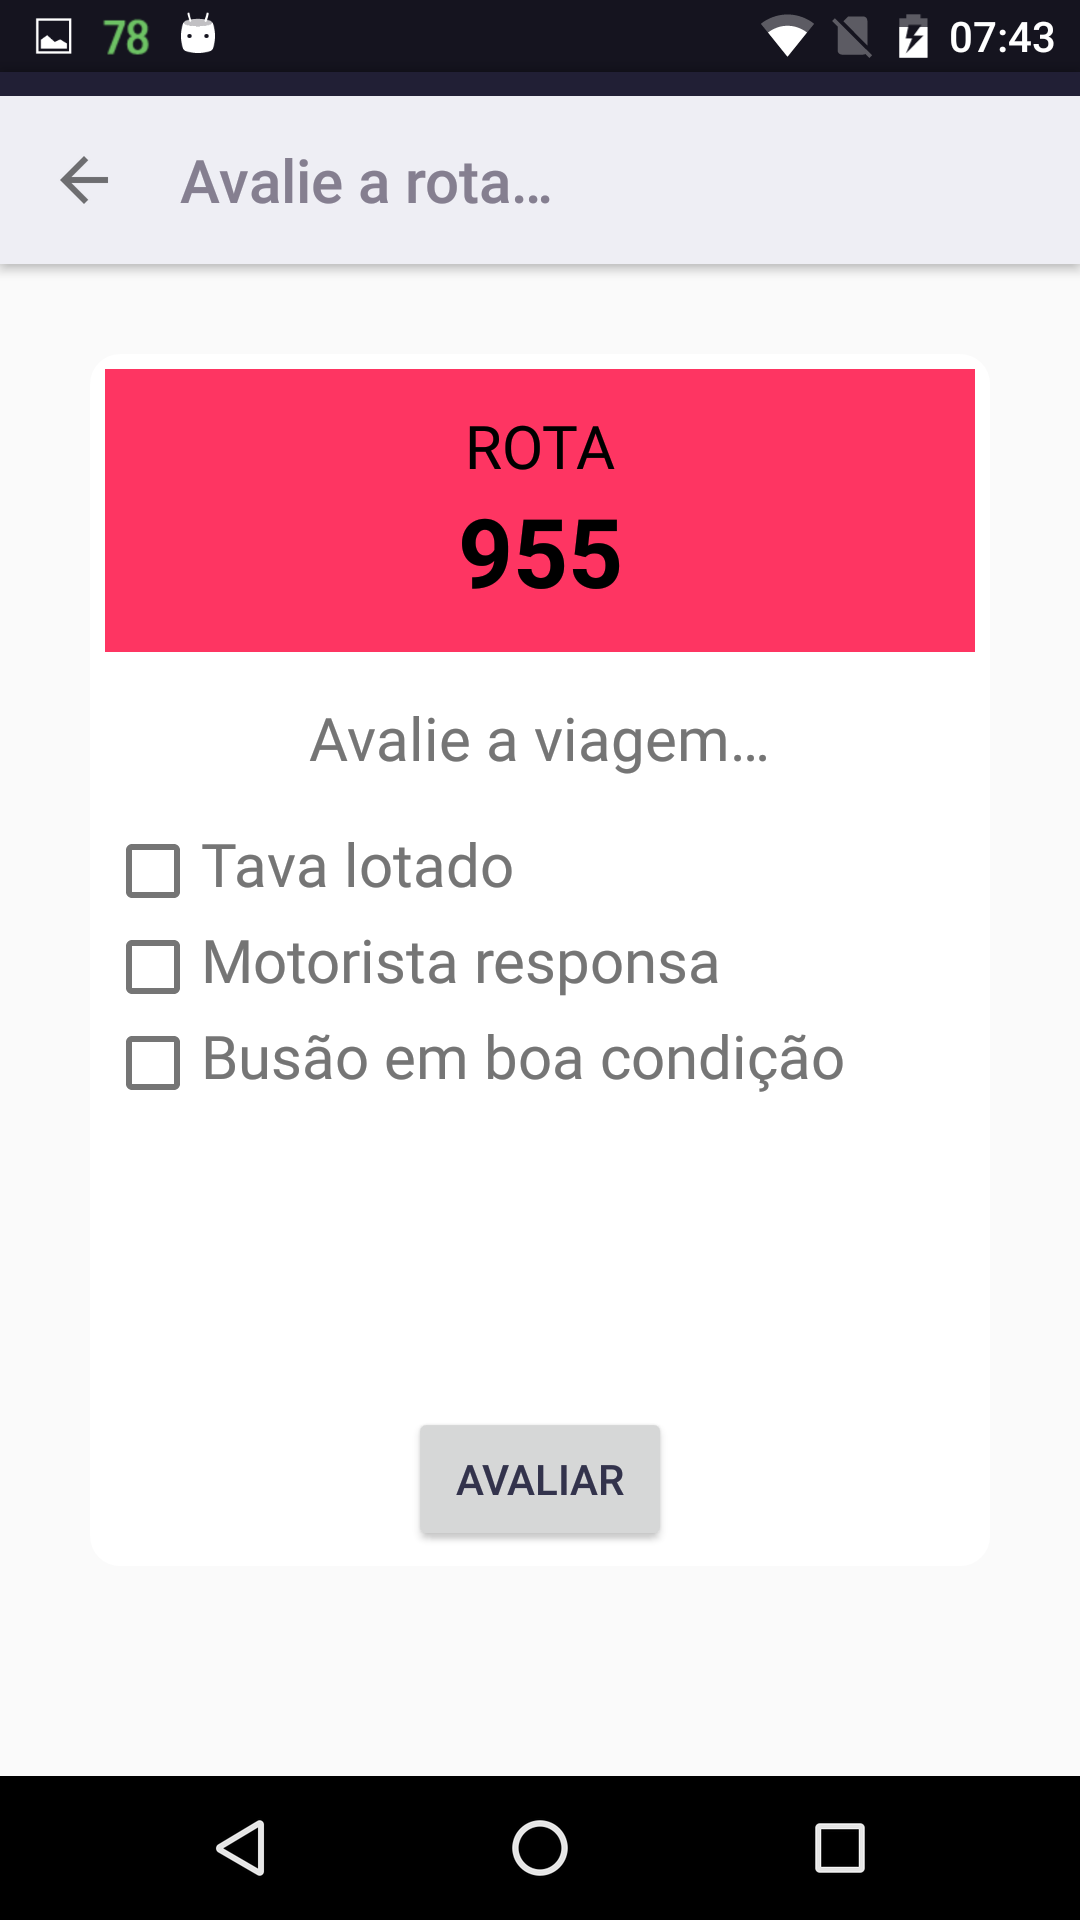 78
07:43
Avalie a rota...
ROTA
955
Avalie a viagem...
Tava lotado
Motorista responsa
Busão em boa condição
AVALIAR